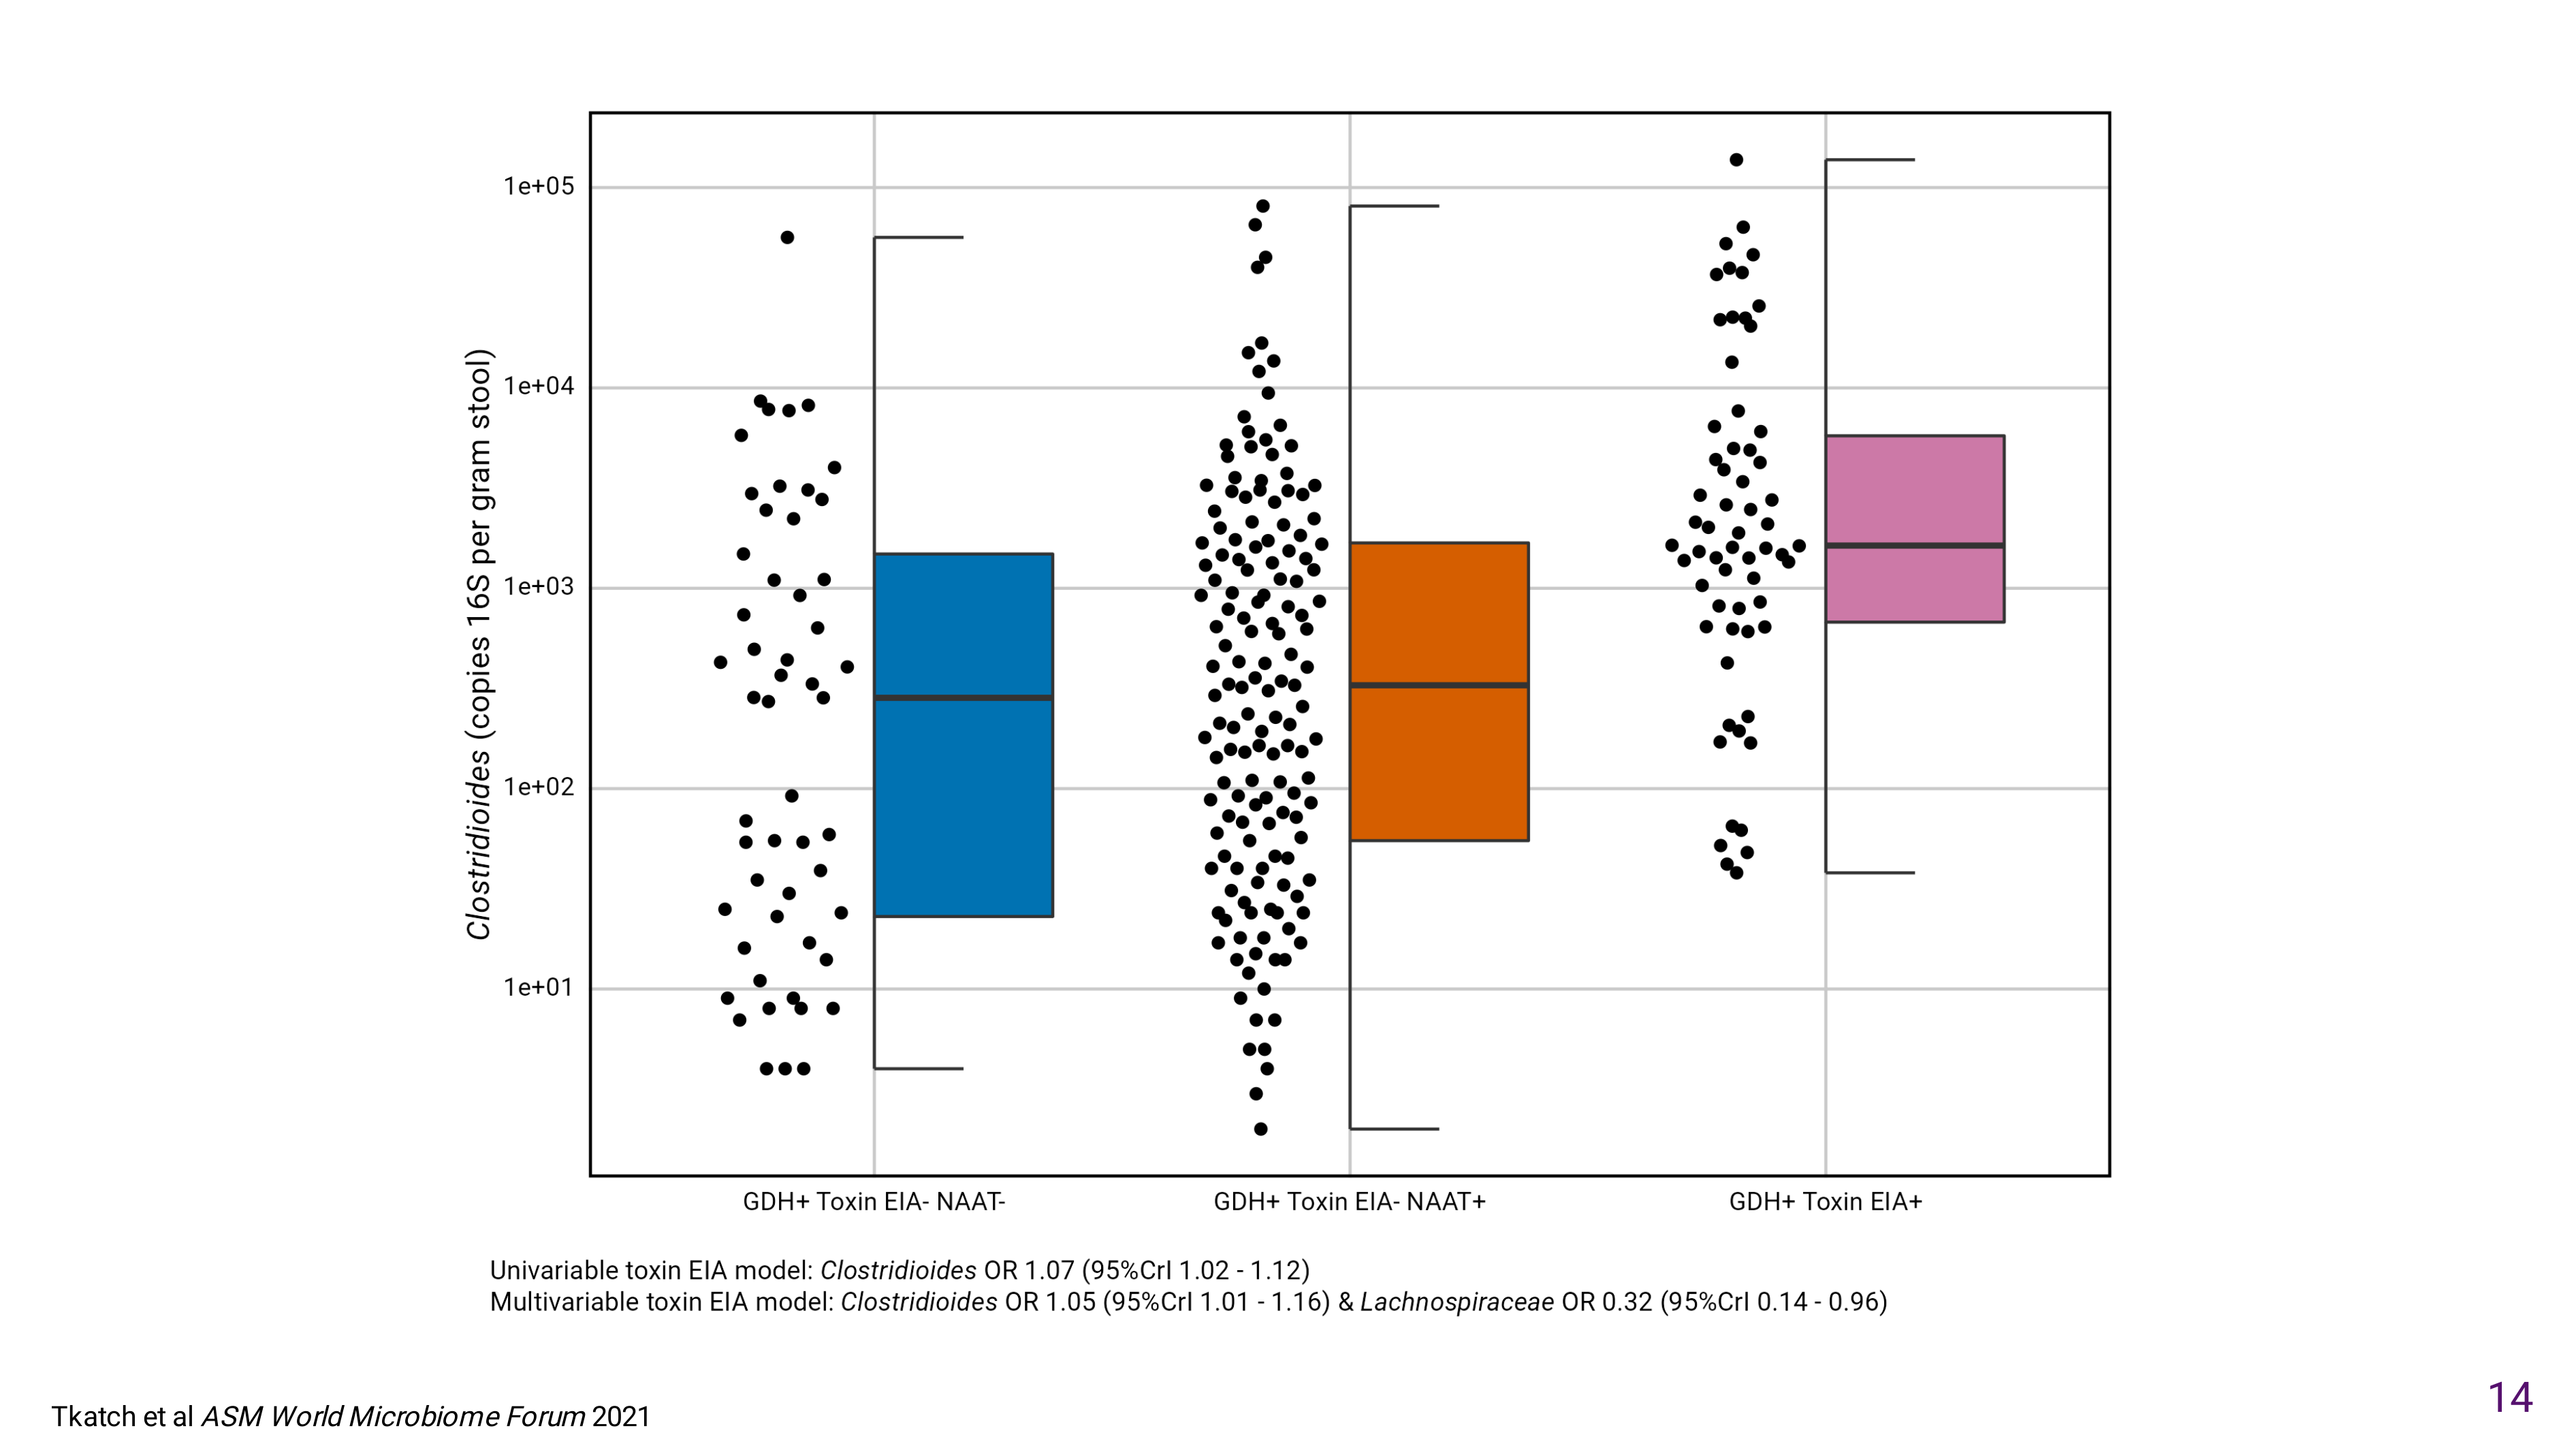 1e+05
1e+04
1e+03
1e+02
1e+01
Clostridioides (copies 16S per gram stool)
GDH+ Toxin EIA- NAAT-
GDH+ Toxin EIA- NAAT+
GDH+ Toxin EIA+
Univariable toxin EIA model: Clostridioides OR 1.07 (95%CrI 1.02 - 1.12)
Multivariable toxin EIA model: Clostridioides OR 1.05 (95%CrI 1.01 - 1.16) & Lachnospiraceae OR 0.32 (95%CrI 0.14 - 0.96)
Tkatch et al ASM World Microbiome Forum 2021
14